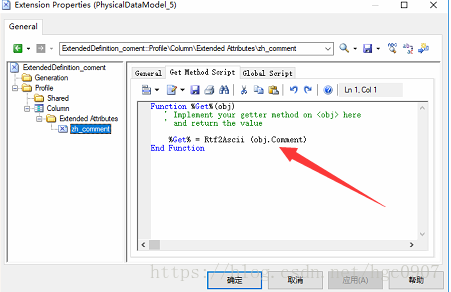 Extension Properties (PhysicalDataModel_5)
General
ExtendedDefinition_coment::Profile\Column\Extended Attributes\zh_comment
ExtendedDefinition_coment
Generation
Profile
Shared
Column
Extended Attributes
zh_comment
General Get Method Script Global Script
Ln 1, Col 1
Function %Get%(obj)
' Implement your getter method on <obj> here
' and return the value
%Get% = Rtf2Ascii (obj.Comment)
End Function
https://blog.csdn.net/hgc0907
确定 取消 应用(A) 帮助